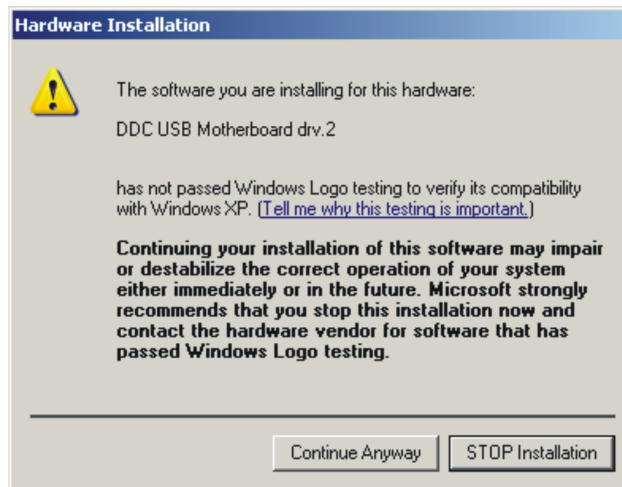 Hardware Installation
The software you are installing for this hardware:
DDC USB Motherboard drv.2
has not passed Windows Logo testing to verify its compatibility
with Windows XP. (Tell me why this testing is important.)
Continuing your installation of this software may impair
or destabilize the correct operation of your system
either immediately or in the future. Microsoft strongly
recommends that you stop this installation now and
contact the hardware vendor for software that has
passed Windows Logo testing.
Continue Anyway
STOP Installation